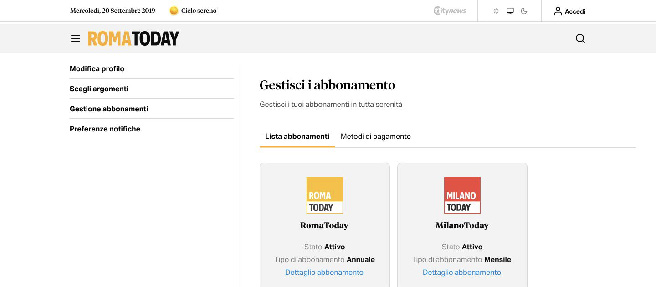 Mercoledì, 20 Settembre 2019
Cielo sereno
citynews
Accedi
ROMATODAY
Modifica profilo
Scegli argomenti
Gestione abbonamenti
Preferenze notifiche
Gestisci i abbonamento
Gestisci i tuoi abbonamenti in tutta serenità
Lista abbonamenti
Metodi di pagamento
ROMA
TODAY
RomaToday
Stato Attivo
Tipo di abbonamento Annuale
Dettaglio abbonamento
MILANO
TODAY
MilanoToday
Stato Attivo
Tipo di abbonamento Mensile
Dettaglio abbonamento